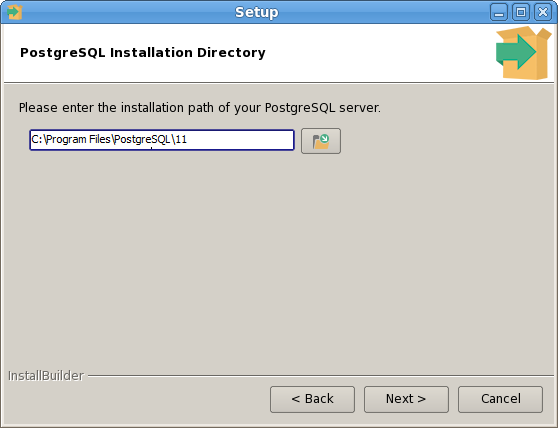 Setup
PostgreSQL Installation Directory
Please enter the installation path of your PostgreSQL server.
C:\Program Files\PostgreSQL\11
InstallBuilder
< Back
Next >
Cancel